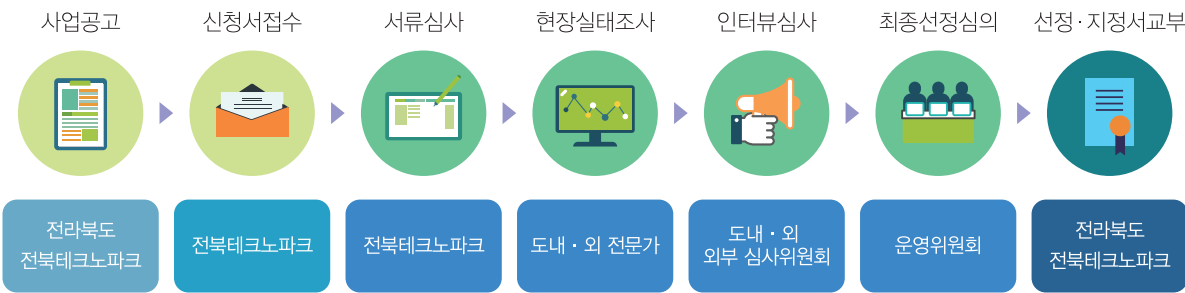 사업공고
신청서접수
서류심사
현장실태조사
인터뷰심사
최종선정심의
선정·지정서교부
전라북도
전북테크노파크
전북테크노파크
전북테크노파크
도내·외 전문가
도내·외
외부 심사위원회
운영위원회
전라북도
전북테크노파크